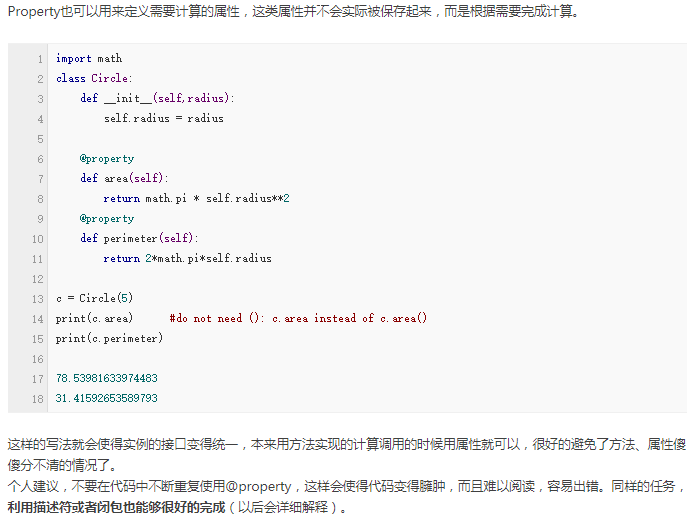 Property也可以用来定义需要计算的属性，这类属性并不会实际被保存起来，而是根据需要完成计算。
1 import math
2 class Circle:
3     def __init__(self,radius):
4         self.radius = radius
5
6     @property
7     def area(self):
8         return math.pi * self.radius**2
9     @property
10     def perimeter(self):
11         return 2*math.pi*self.radius
12
13 c = Circle(5)
14 print(c.area)      #do not need (): c.area instead of c.area()
15 print(c.perimeter)
16
17 78.53981633974483
18 31.41592653589793
这样的写法就会使得实例的接口变得统一，本来用方法实现的计算调用的时候用属性就可以，很好的避免了方法、属性傻
傻分不清的情况了。
个人建议，不要在代码中不断重复使用@property，这样会使得代码变得臃肿，而且难以阅读，容易出错。同样的任务，
利用描述符或者闭包也能够很好的完成（以后会详细解释）。